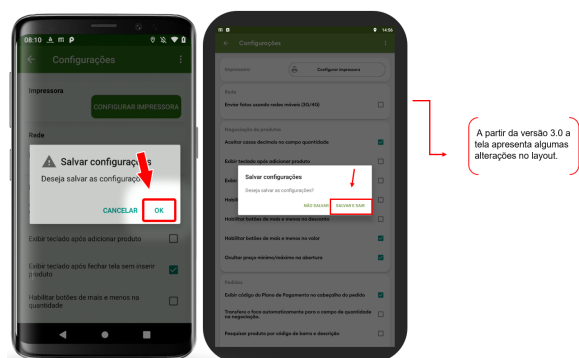 08:10
Configurações
Impressora
CONFIGURAR IMPRESSORA
Rede
Salvar configurações
Deseja salvar as configuraç
CANCELAR
OK
Exibir teclado após adicionar produto
Exibir teclado após fechar tela sem inserir
produto
Habilitar botões de mais e menos na
quantidade
14:56
Configurações
Impressora
Configurar impressora
Rede
Enviar fotos usando redes móveis (3G/4G)
Negociação de produtos
Aceitar casas decimais no campo quantidade
Exibir teclado após adicionar produto
Salvar configurações
Deseja salvar as configurações?
NÃO SALVAR
SALVAR E SAIR
Habilitar botões de mais e menos no desconto
Habilitar botões de mais e menos no valor
Ocultar preço mínimo/máximo na abertura
Pedidos
Exibir código do Plano de Pagamento no cabeçalho do pedido
Transfere o foco automaticamente para o campo de quantidade
na negociação.
Pesquisar produto por código de barra e descrição
A partir da versão 3.0 a
tela apresenta algumas
alterações no layout.